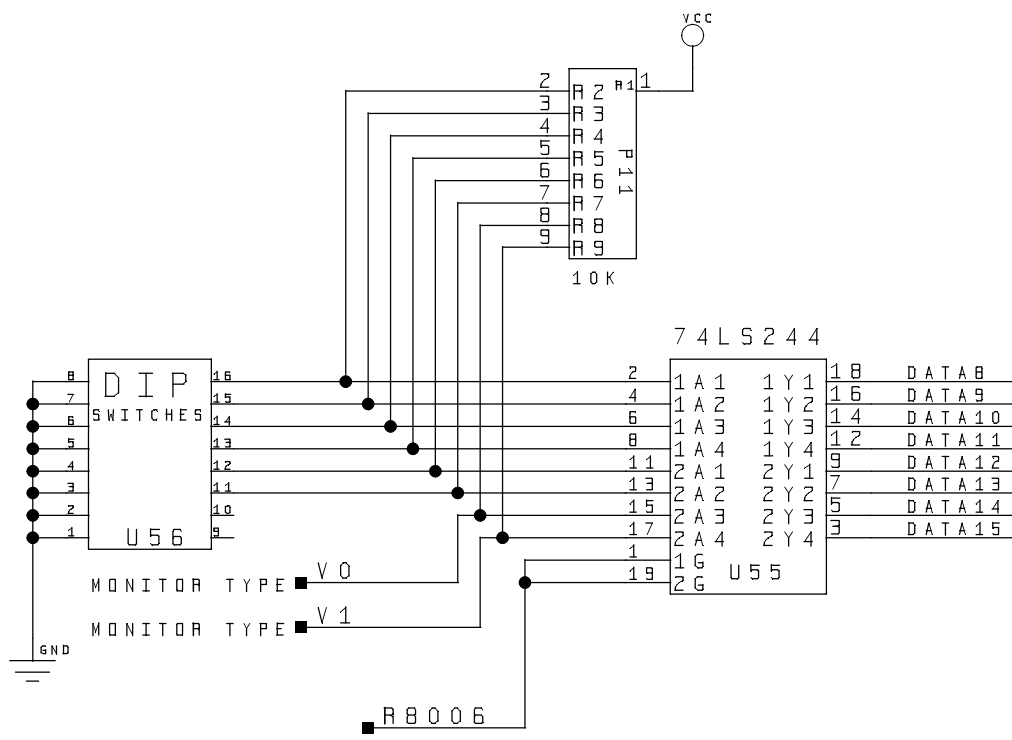 VCC
2 R2 R1 1
3 R3
4 R4
5 R5
6 R6
7 R7
8 R8
9 R9
P11
10K
74LS244
8 DIP 16
7 SWITCHES 15
6 14
5 13
4 12
3 11
2 10
1 U56 9
2 1A1 1Y1 18 DATA8
4 1A2 1Y2 16 DATA9
6 1A3 1Y3 14 DATA10
8 1A4 1Y4 12 DATA11
11 2A1 2Y1 9 DATA12
13 2A2 2Y2 7 DATA13
15 2A3 2Y3 5 DATA14
17 2A4 2Y4 3 DATA15
1 1G
19 2G
U55
MONITOR TYPE V0
MONITOR TYPE V1
GND
R8006